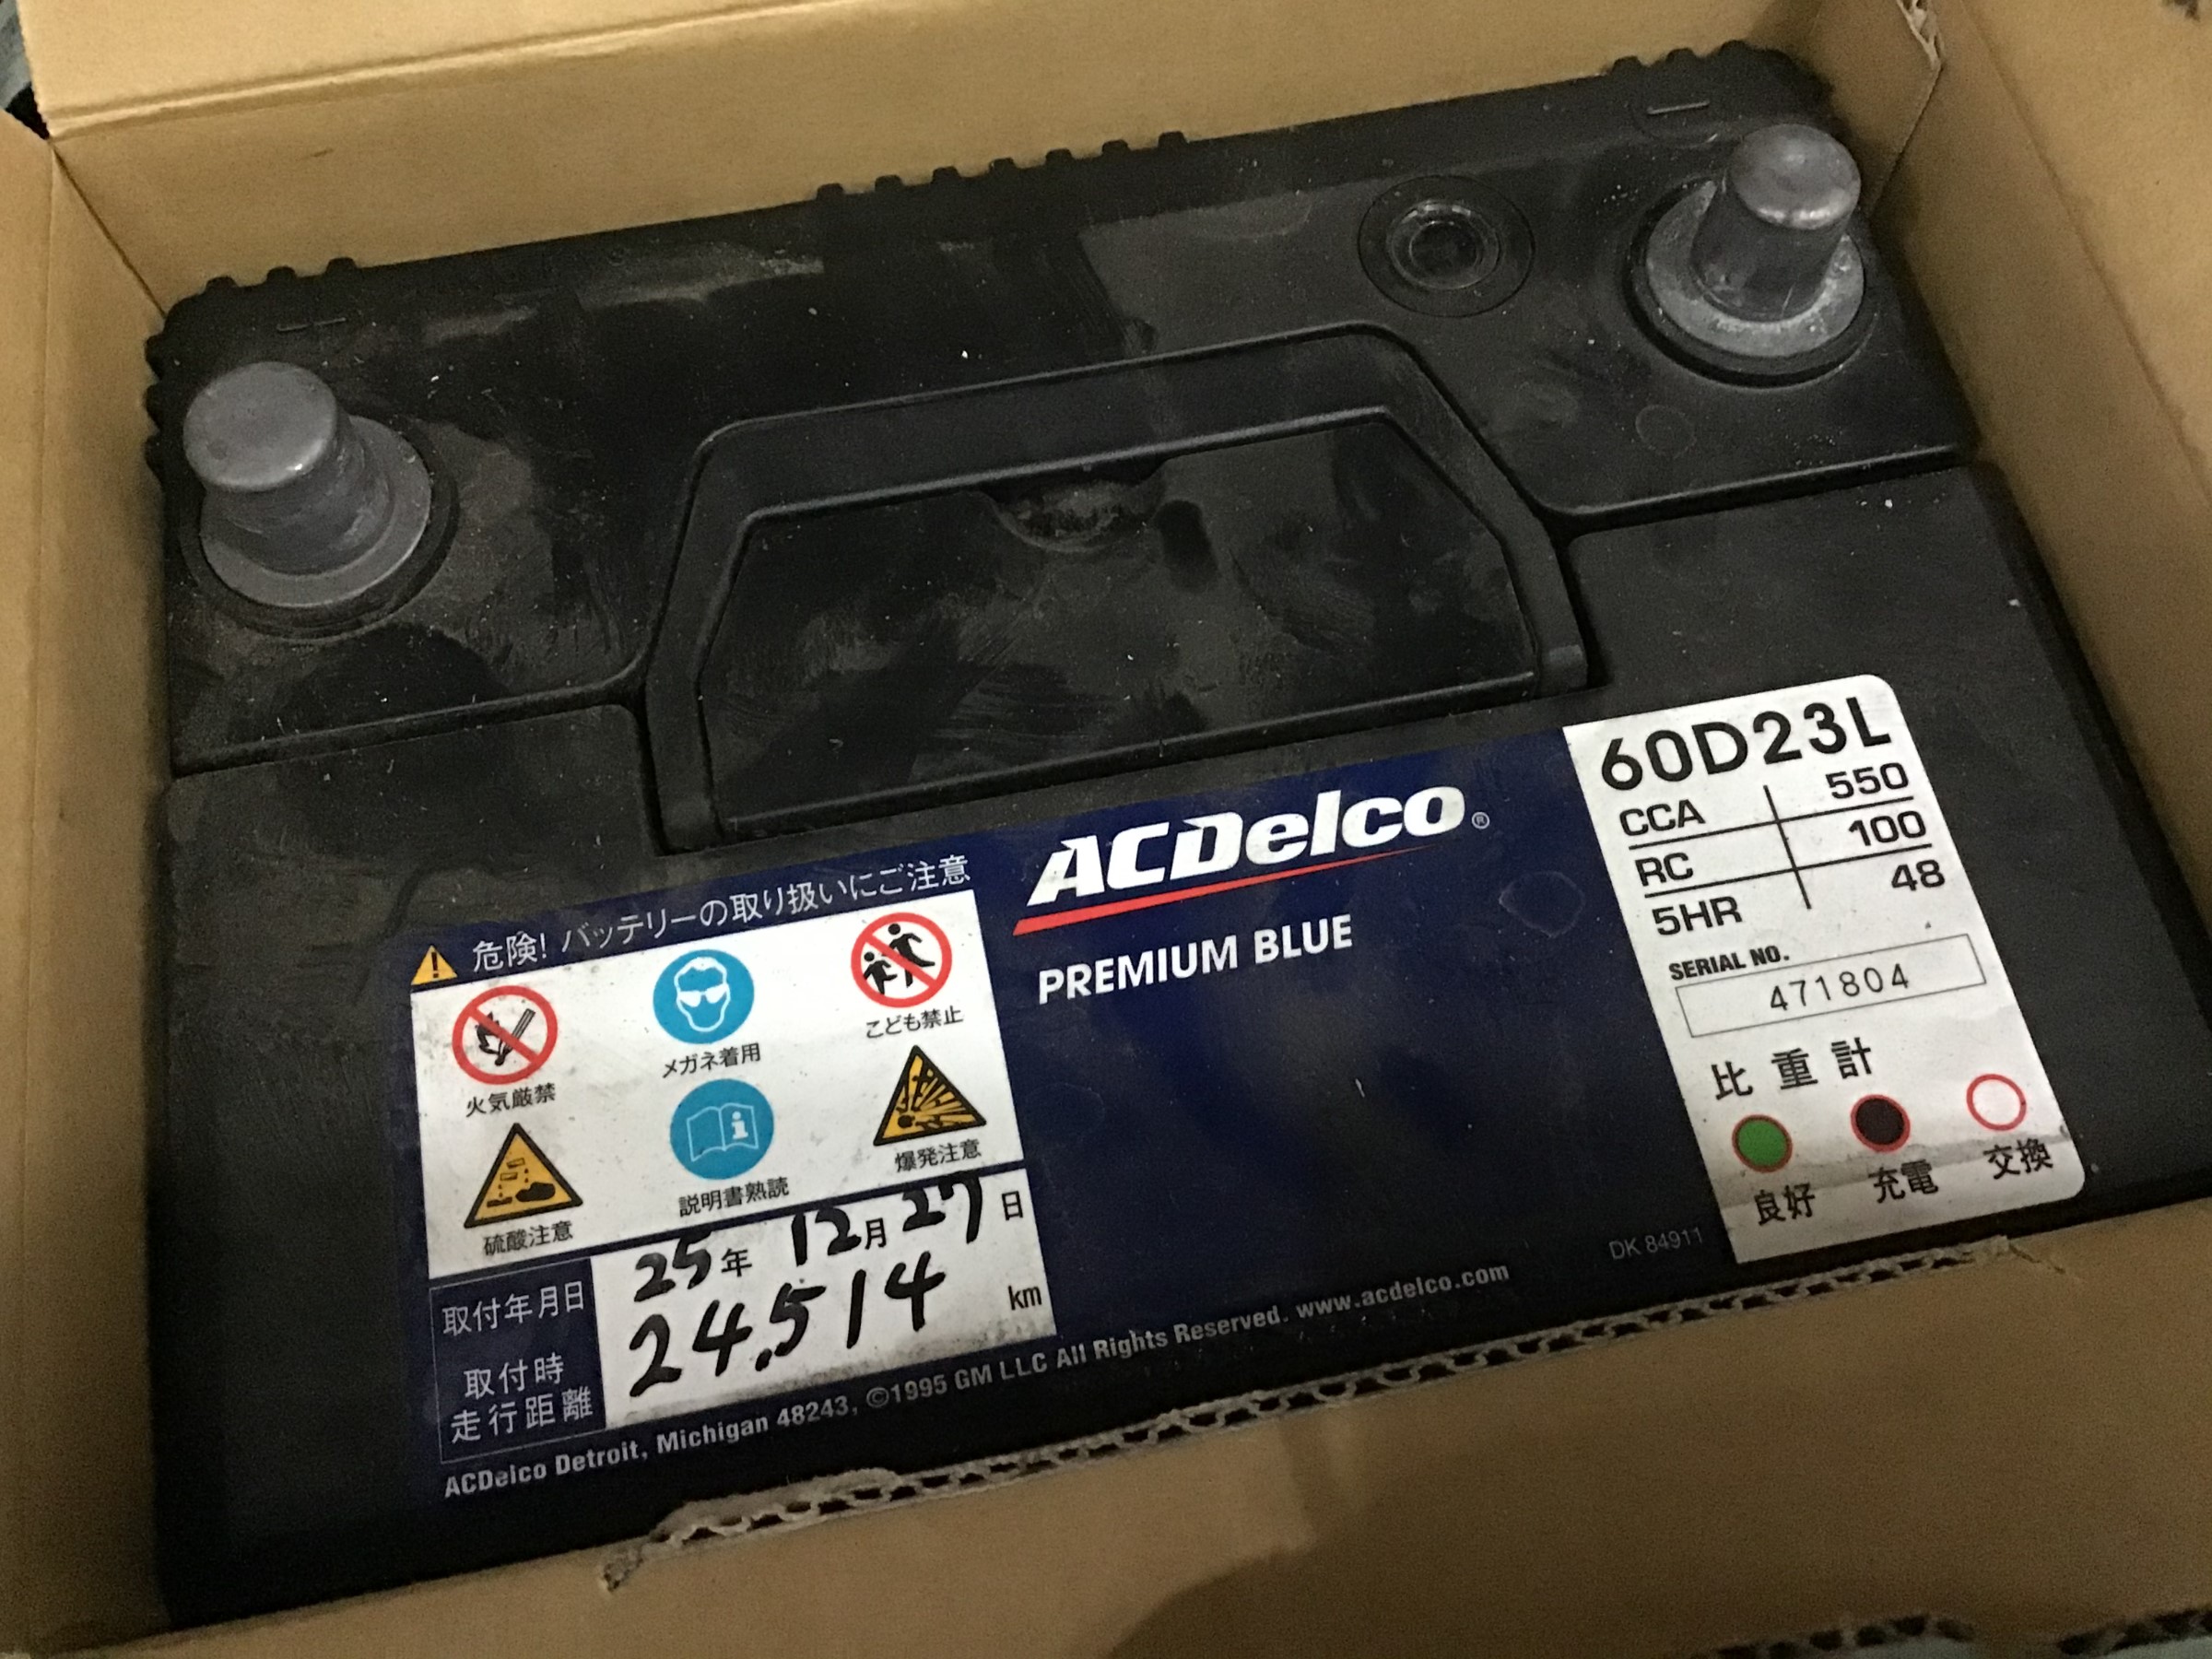 危険! バッテリーの取り扱いにご注意
火気厳禁
メガネ着用
こども禁止
硫酸注意
説明書熟読
爆発注意
取付年月日 25年 12月 27日
取付時
走行距離 24,514 km
ACDelco Detroit, Michigan 48243, ©1995 GM LLC All Rights Reserved. www.acdelco.com
ACDelco®
PREMIUM BLUE
DK 84911
60D23L
CCA 550
RC 100
5HR 48
SERIAL NO.
471804
比重計
良好 充電 交換